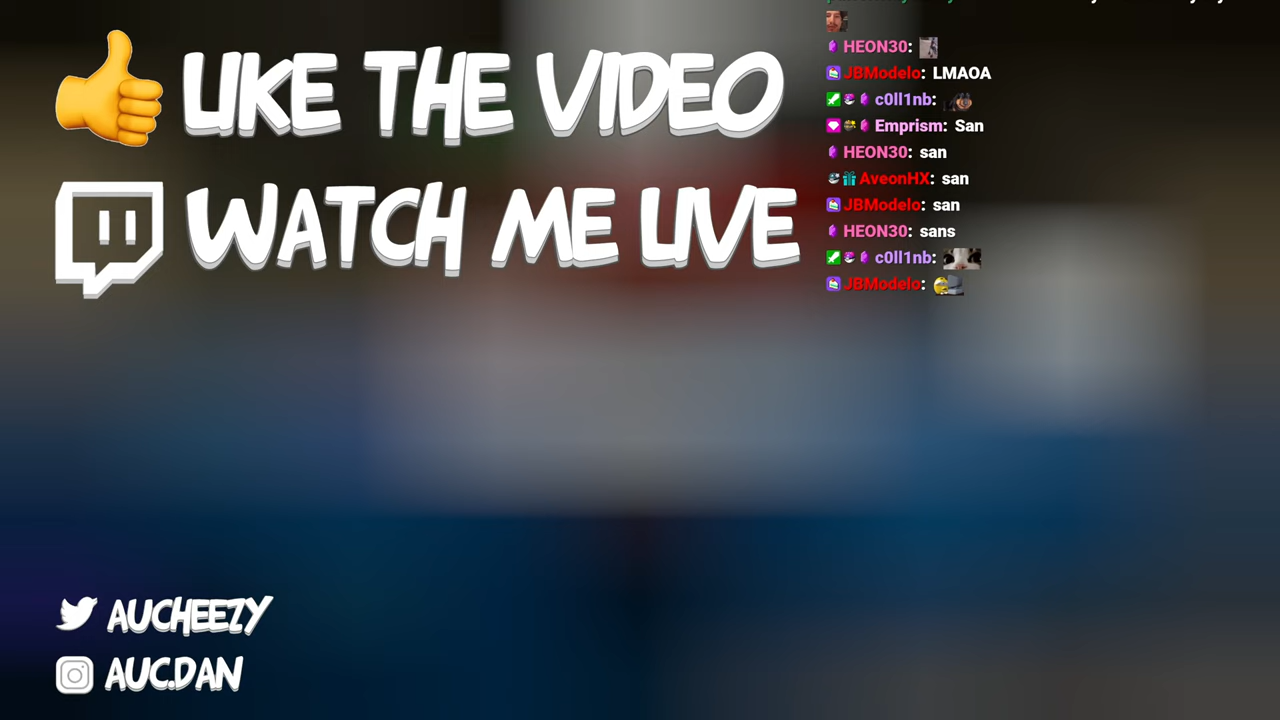 LIKE THE VIDEO
WATCH ME LIVE
HEON30:
JBModelo: LMAOA
c0ll1nb:
Emprism: San
HEON30: san
AveonHX: san
JBModelo: san
HEON30: sans
c0ll1nb:
JBModelo:
AUCHEEZY
AUC.DAN